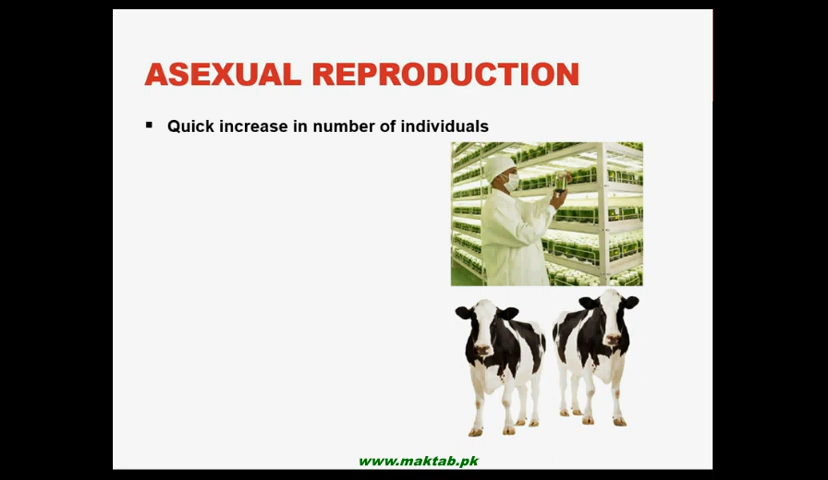 ASEXUAL REPRODUCTION
▪ Quick increase in number of individuals
www.maktab.pk